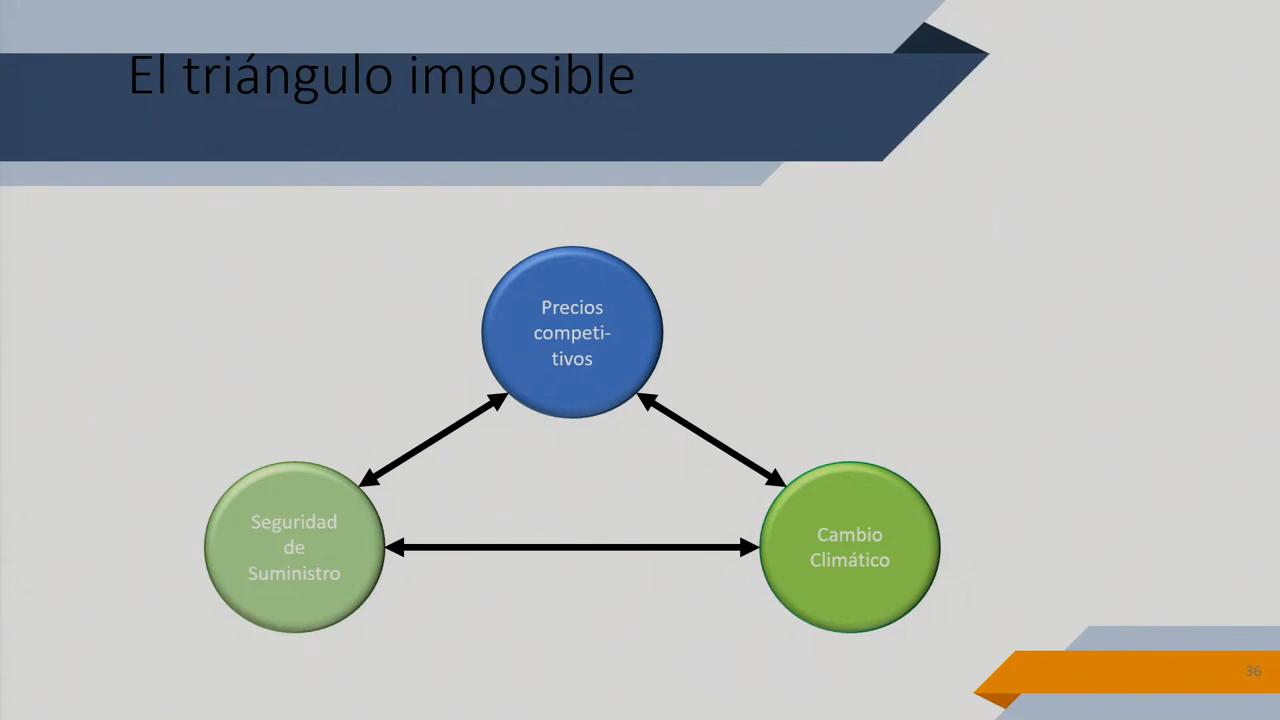 El triángulo imposible
Precios
competi-
tivos
Seguridad
de
Suministro
Cambio
Climático
36